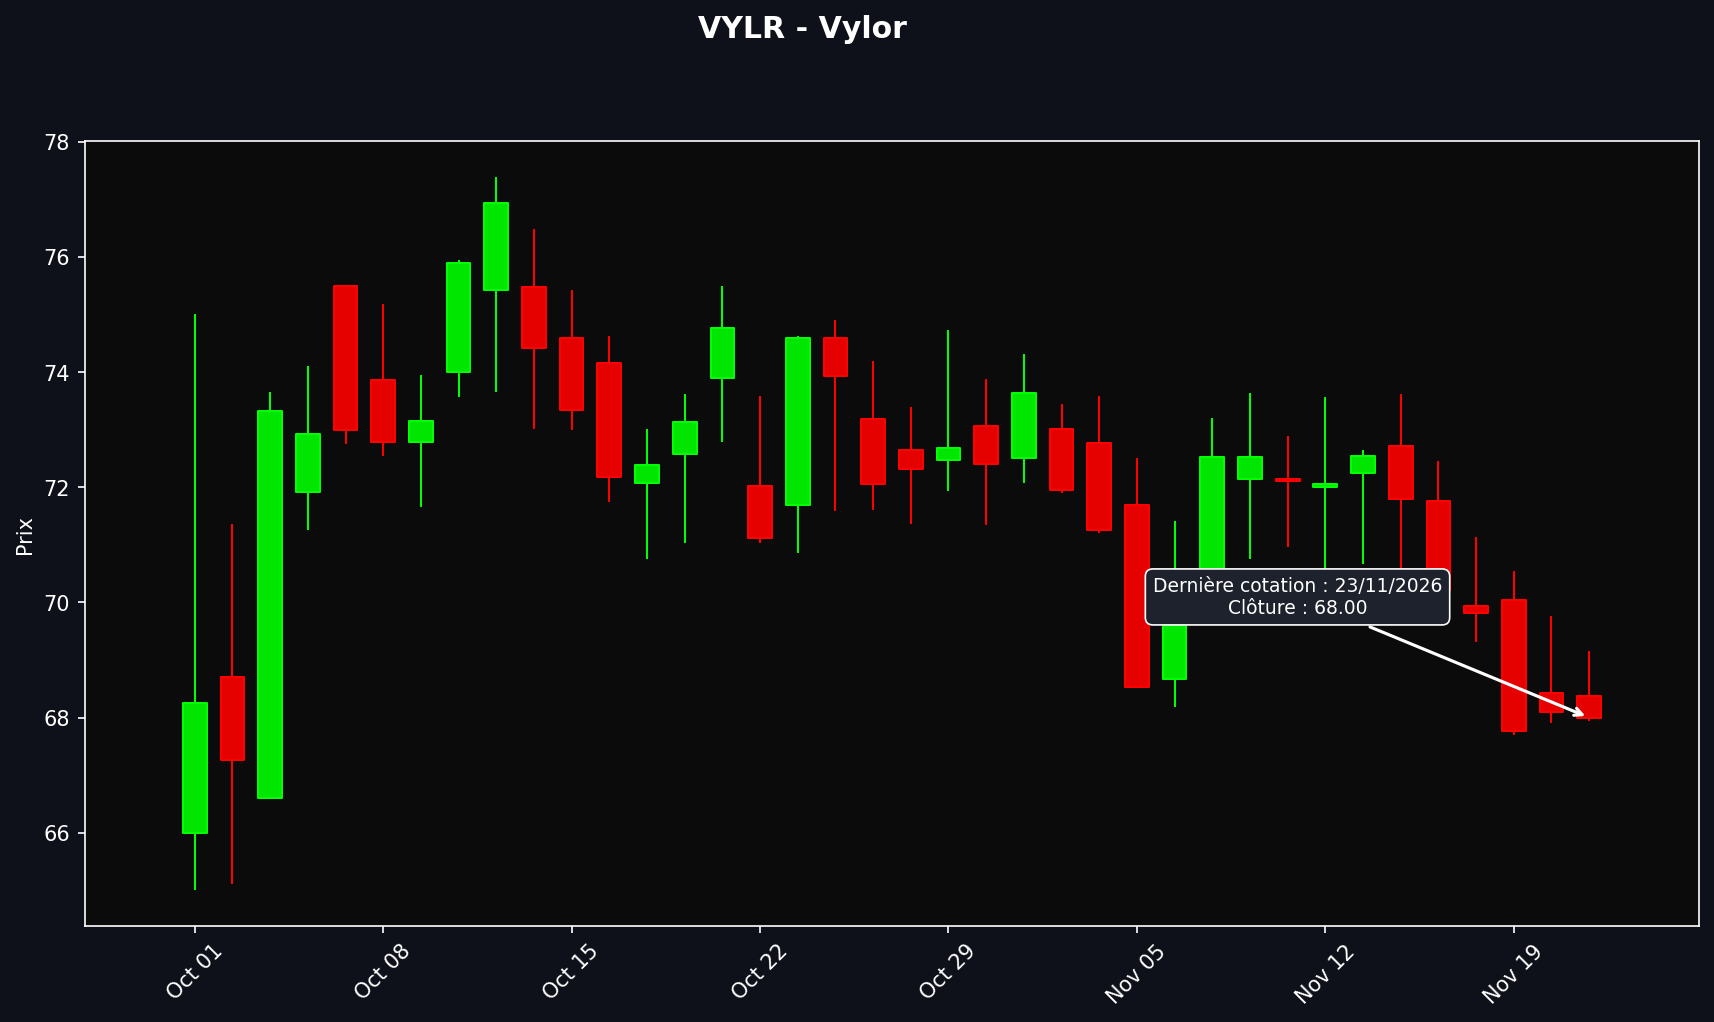 VYLR - Vylor
78
76
74
72
70
68
66
Prix
Dernière cotation : 23/11/2026
Clôture : 68.00
Oct 01
Oct 08
Oct 15
Oct 22
Oct 29
Nov 05
Nov 12
Nov 19